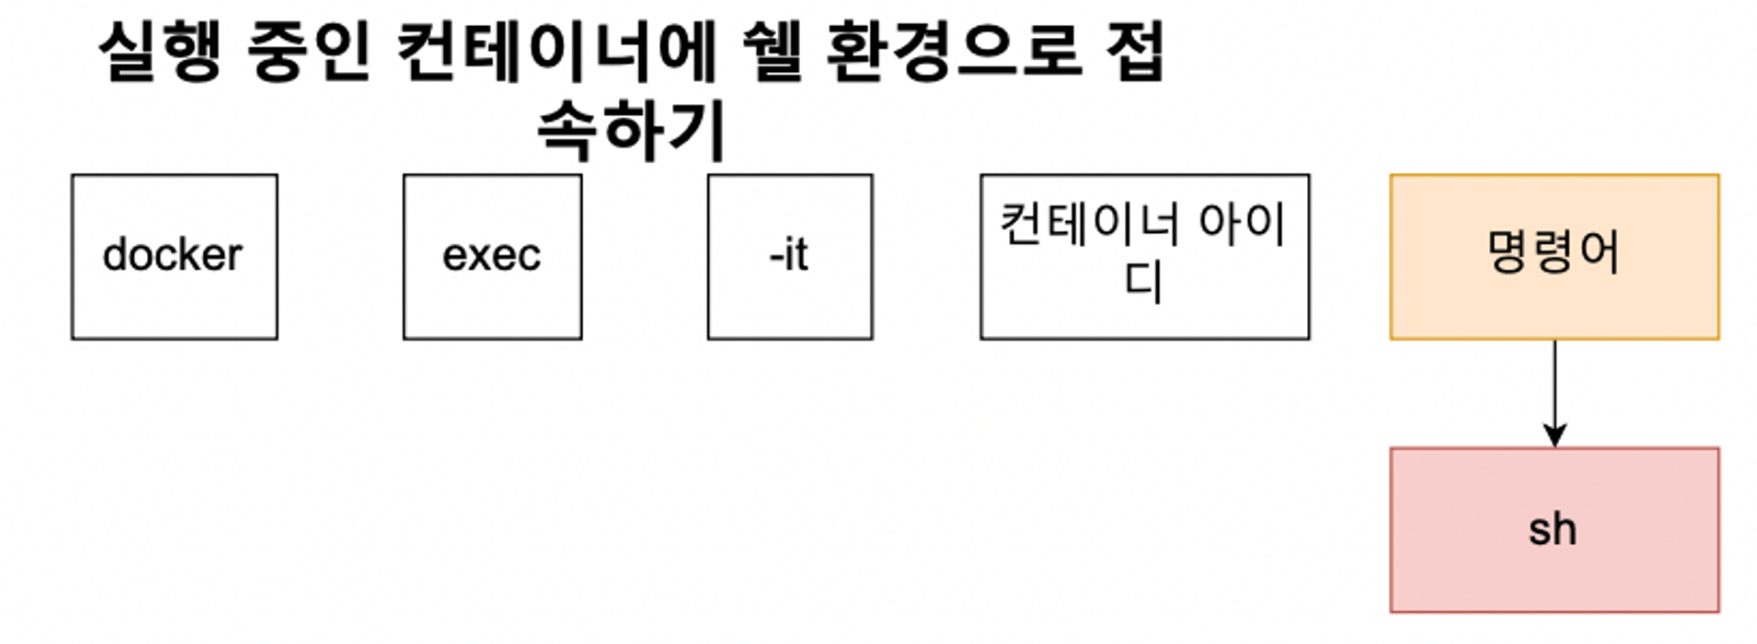 실행 중인 컨테이너에 쉘 환경으로 접
속하기
docker
exec
-it
컨테이너 아이
디
명령어
sh